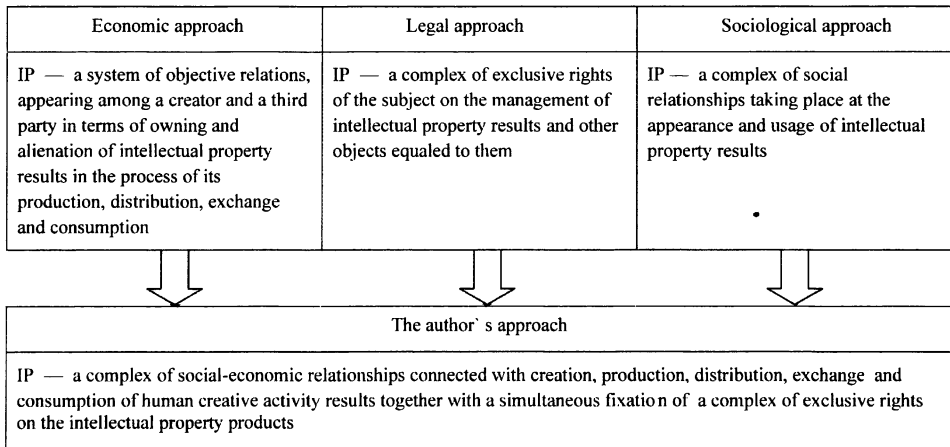 Economic approach
Legal approach
Sociological approach
IP — a system of objective relations,
appearing among a creator and a third
party in terms of owning and
alienation of intellectual property
results in the process of its
production, distribution, exchange
and consumption
IP — a complex of exclusive rights
of the subject on the management of
intellectual property results and other
objects equaled to them
IP — a complex of social
relationships taking place at the
appearance and usage of intellectual
property results
The author`s approach
IP — a complex of social-economic relationships connected with creation, production, distribution, exchange and
consumption of human creative activity results together with a simultaneous fixation of a complex of exclusive rights
on the intellectual property products